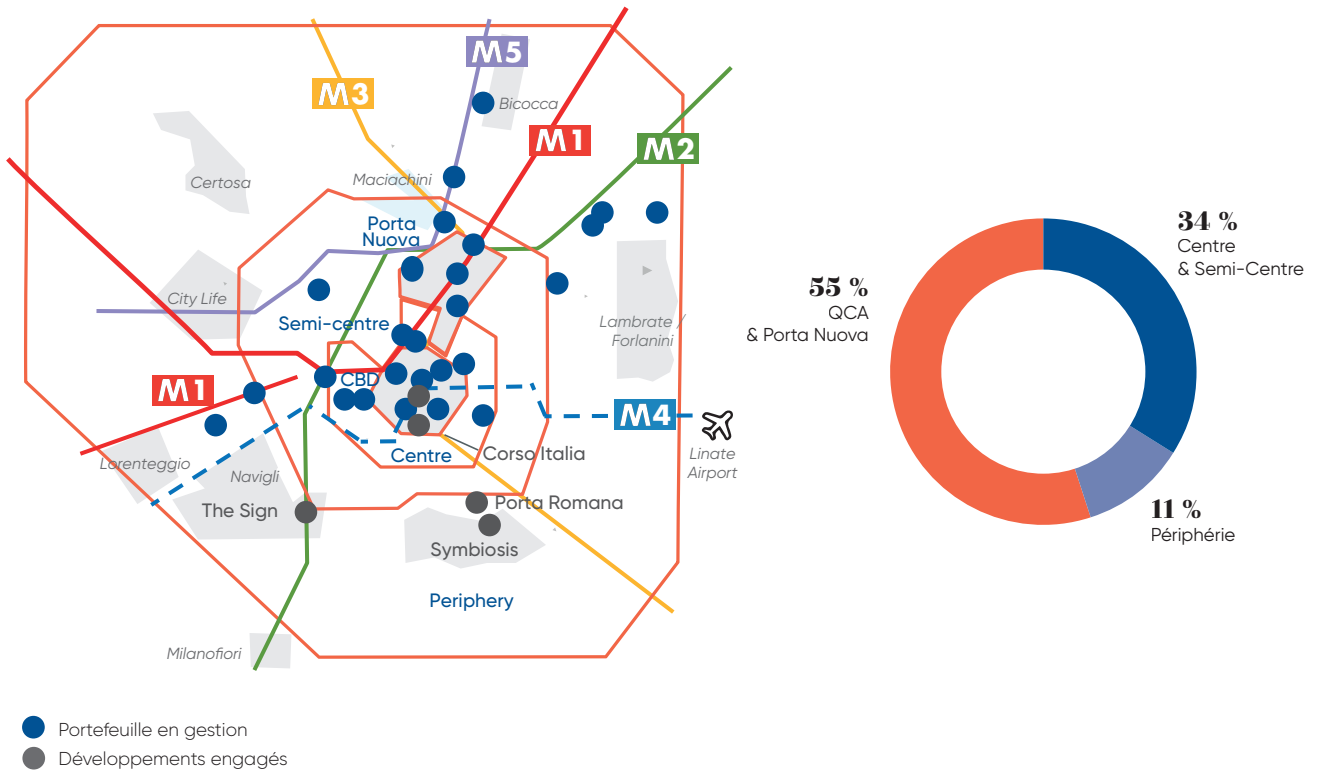 M5
M3
Bicocca
M1
M2
Certosa
Maciachini
Porta
Nuova
City Life
Semi-centre
Lambrate /
Forlanini
CBD
M1
M4
Linate
Airport
Centre
Corso Italia
Lorenteggio
Navigli
The Sign
Porta Romana
Symbiosis
Periphery
Milanofiori
Portefeuille en gestion
Développements engagés
34 %
Centre
& Semi-Centre
55 %
QCA
& Porta Nuova
11 %
Périphérie